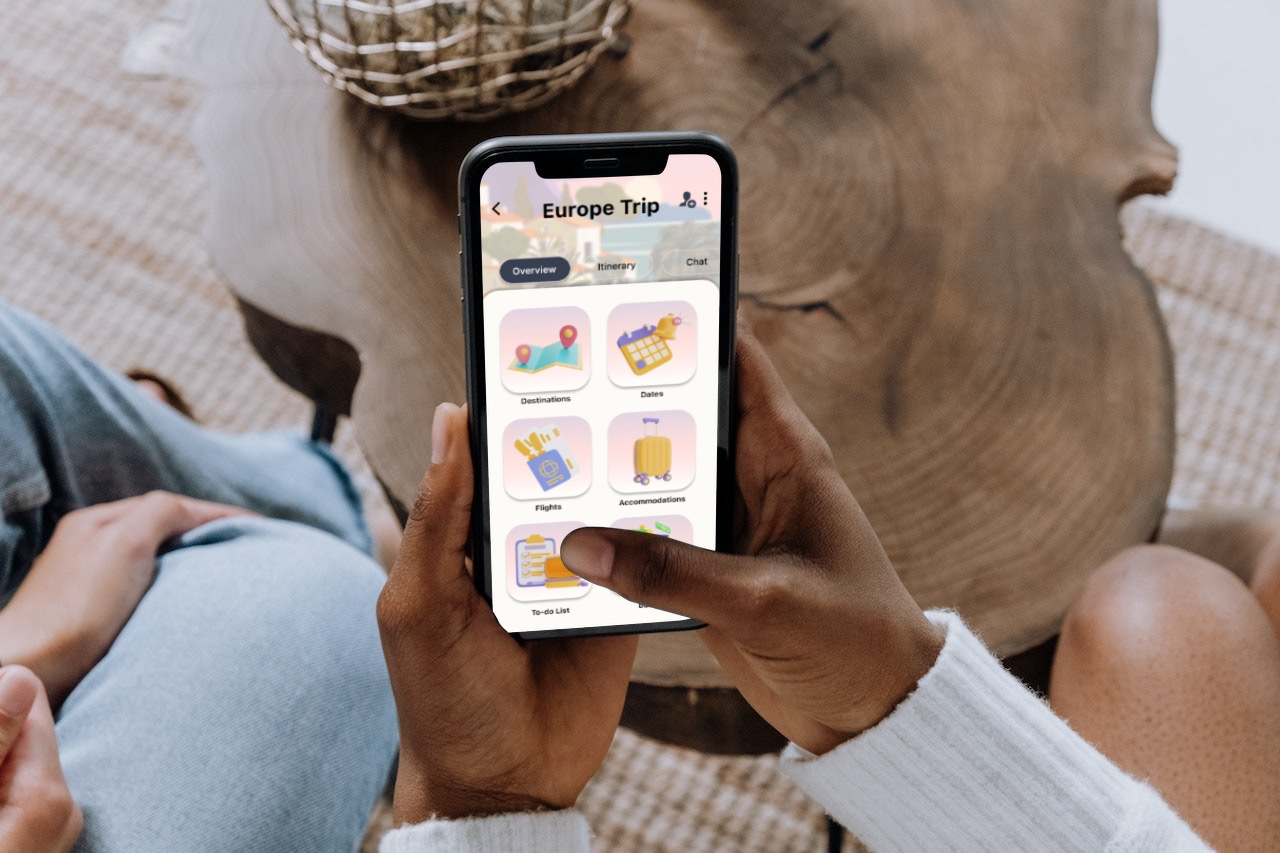 Europe Trip
Overview
Itinerary
Chat
Destinations
Dates
Flights
Accommodations
To-do List